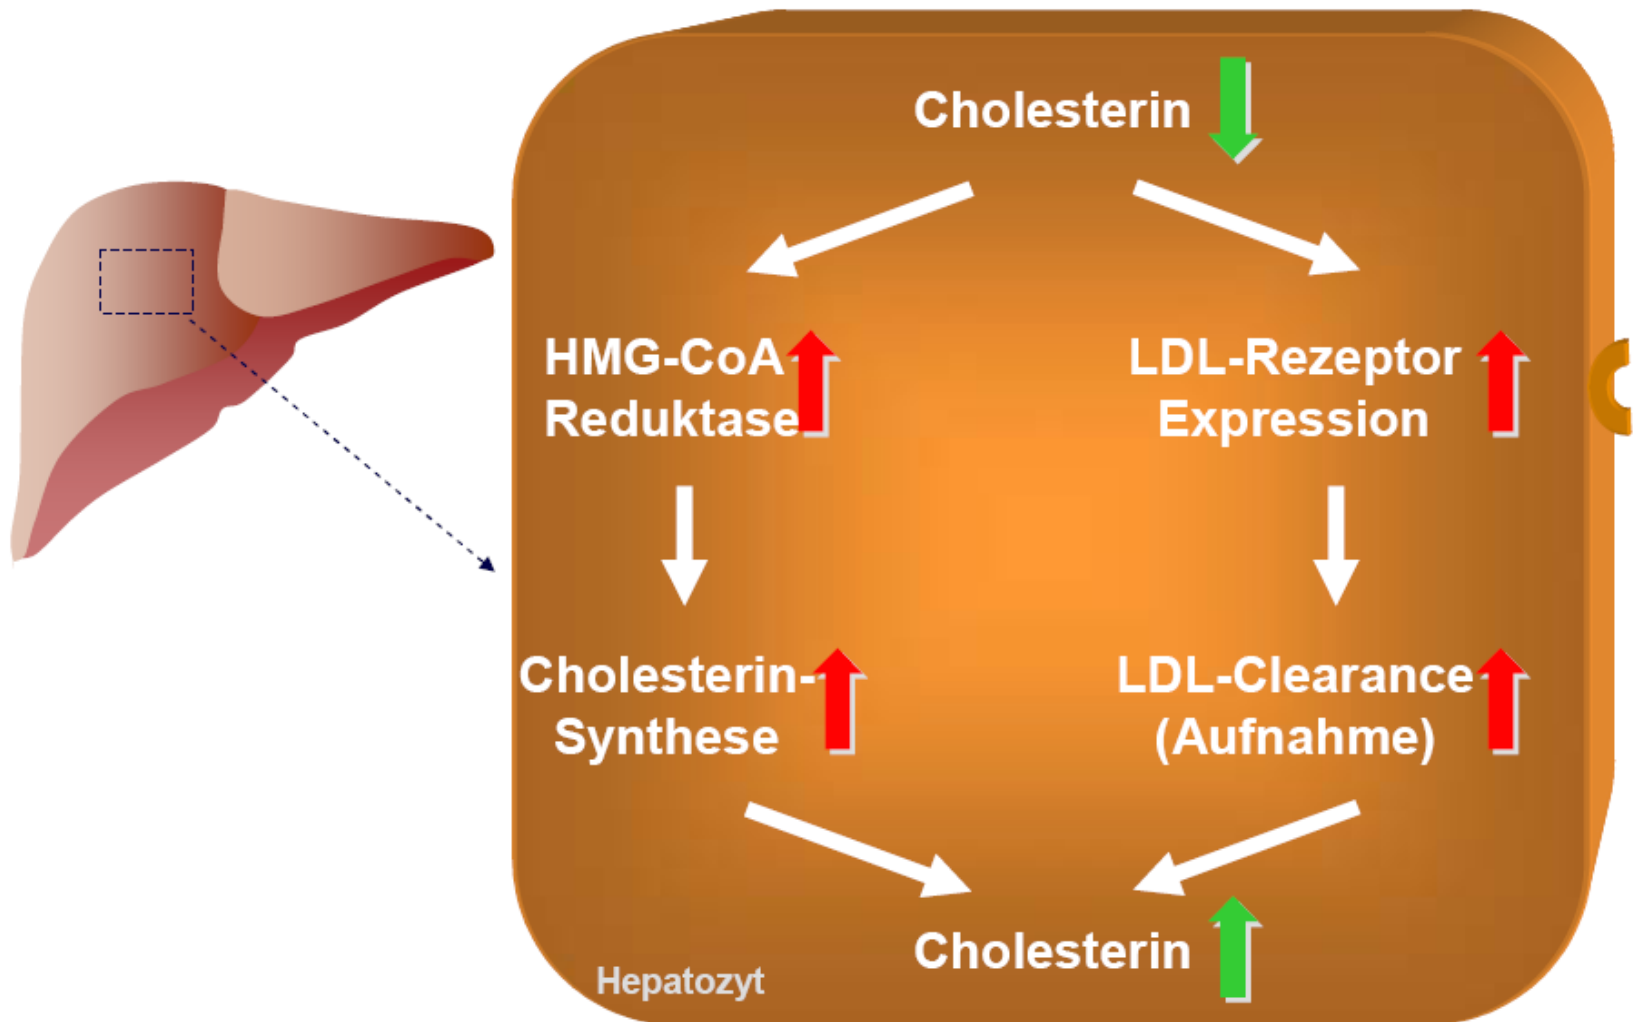 Cholesterin
HMG-CoA
Reduktase
LDL-Rezeptor
Expression
Cholesterin-
Synthese
LDL-Clearance
(Aufnahme)
Cholesterin
Hepatozyt